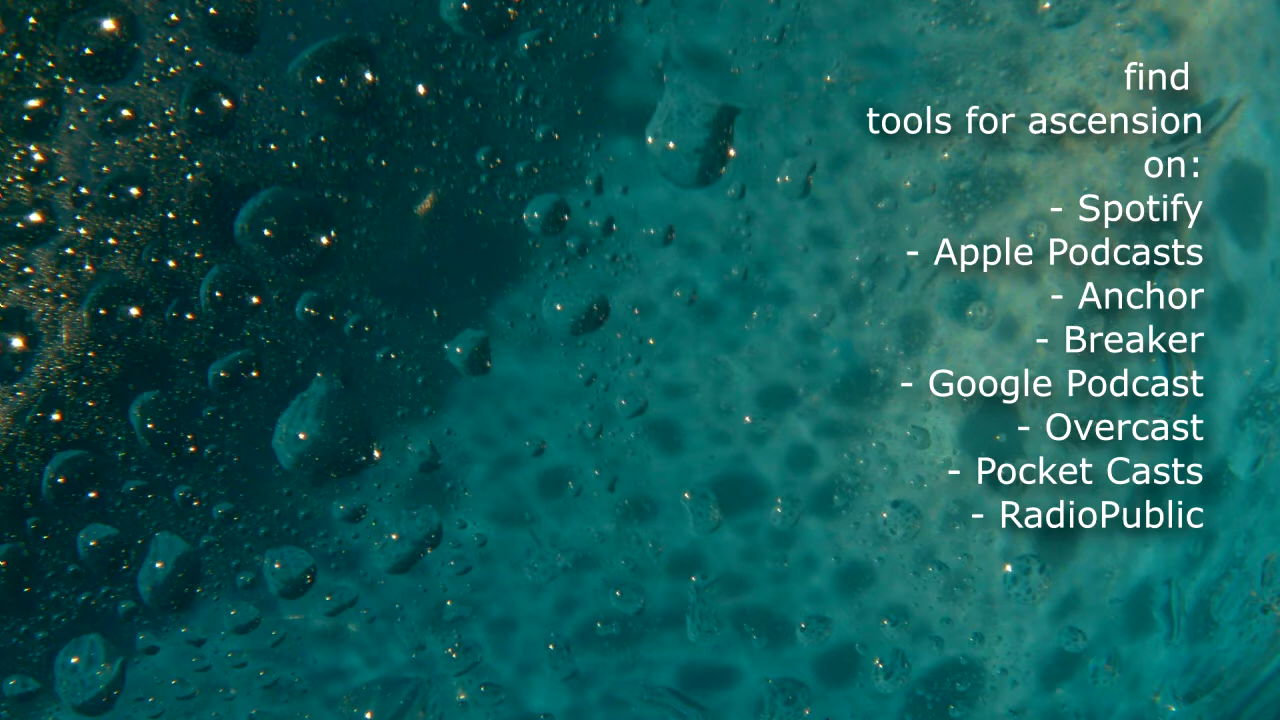 find
tools for ascension
on:
- Spotify
- Apple Podcasts
- Anchor
- Breaker
- Google Podcast
- Overcast
- Pocket Casts
- RadioPublic